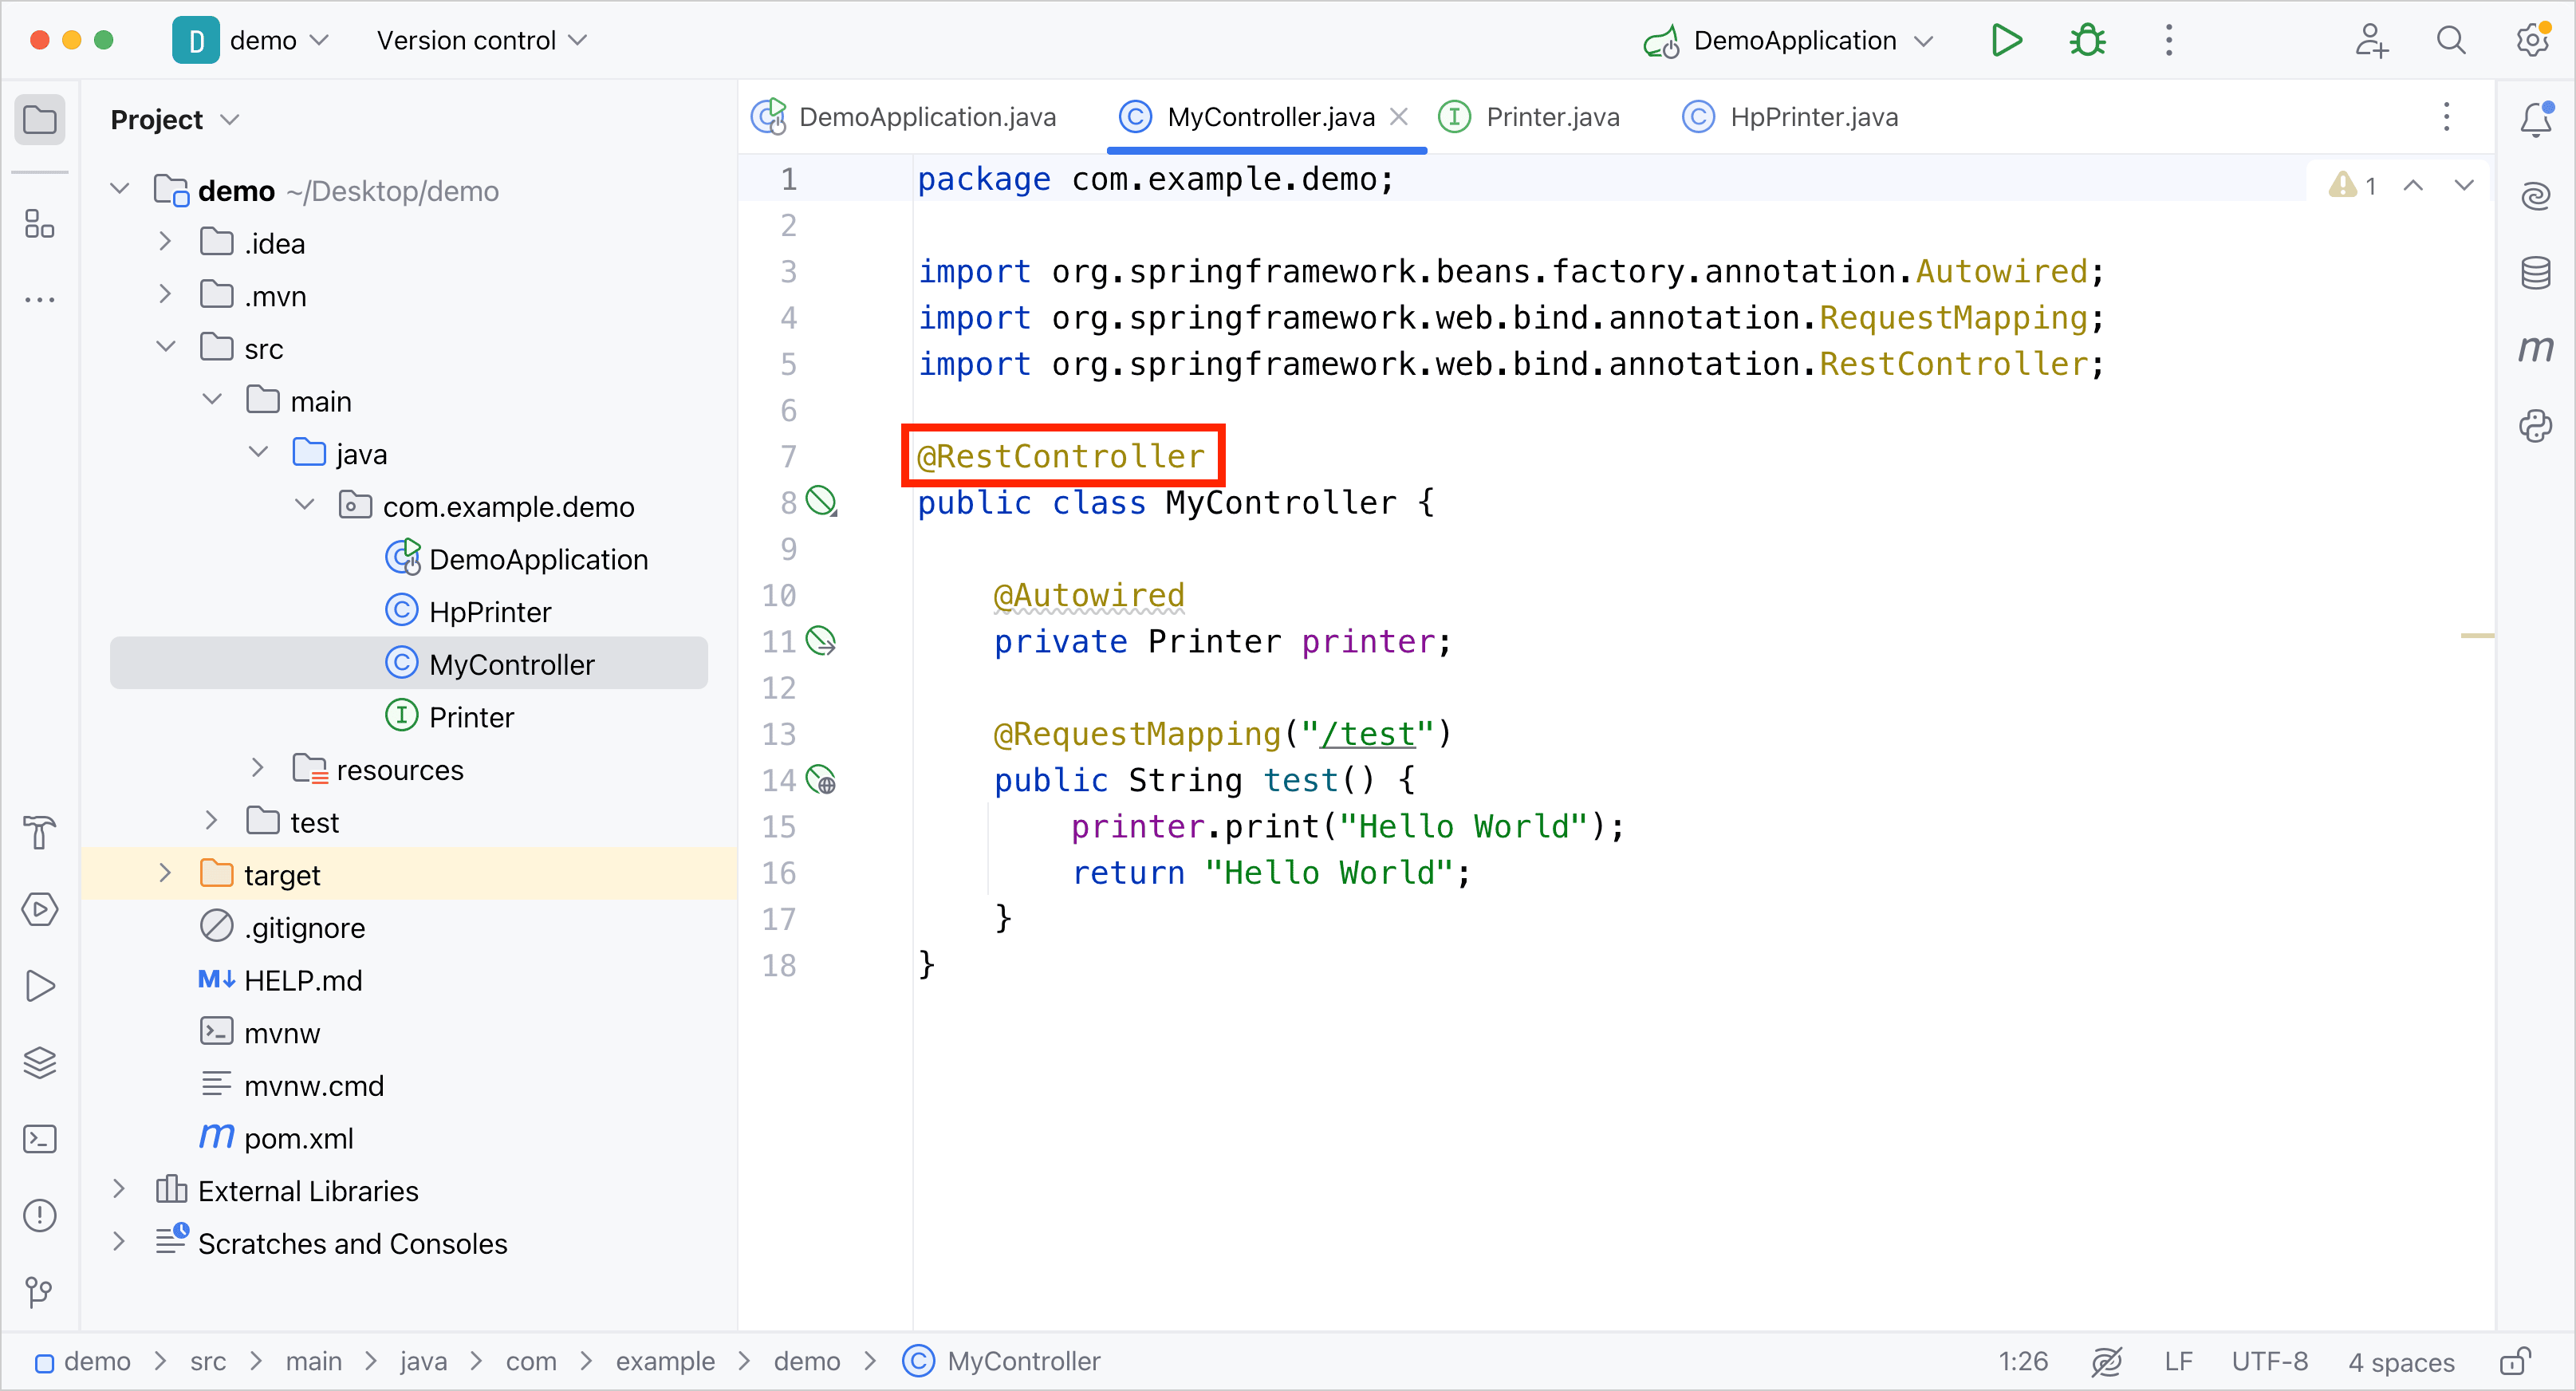 D demo Version control DemoApplication
Project
demo ~/Desktop/demo
.idea
.mvn
src
main
java
com.example.demo
DemoApplication
HpPrinter
MyController
Printer
resources
test
target
.gitignore
M↓ HELP.md
mvnw
mvnw.cmd
m pom.xml
External Libraries
Scratches and Consoles
DemoApplication.java MyController.java Printer.java HpPrinter.java
1 package com.example.demo;
1
2
3 import org.springframework.beans.factory.annotation.Autowired;
4 import org.springframework.web.bind.annotation.RequestMapping;
5 import org.springframework.web.bind.annotation.RestController;
6
7 @RestController
8 public class MyController {
9
10 @Autowired
11 private Printer printer;
12
13 @RequestMapping("/test")
14 public String test() {
15 printer.print("Hello World");
16 return "Hello World";
17 }
18 }
m
demo > src > main > java > com > example > demo > MyController
1:26 LF UTF-8 4 spaces